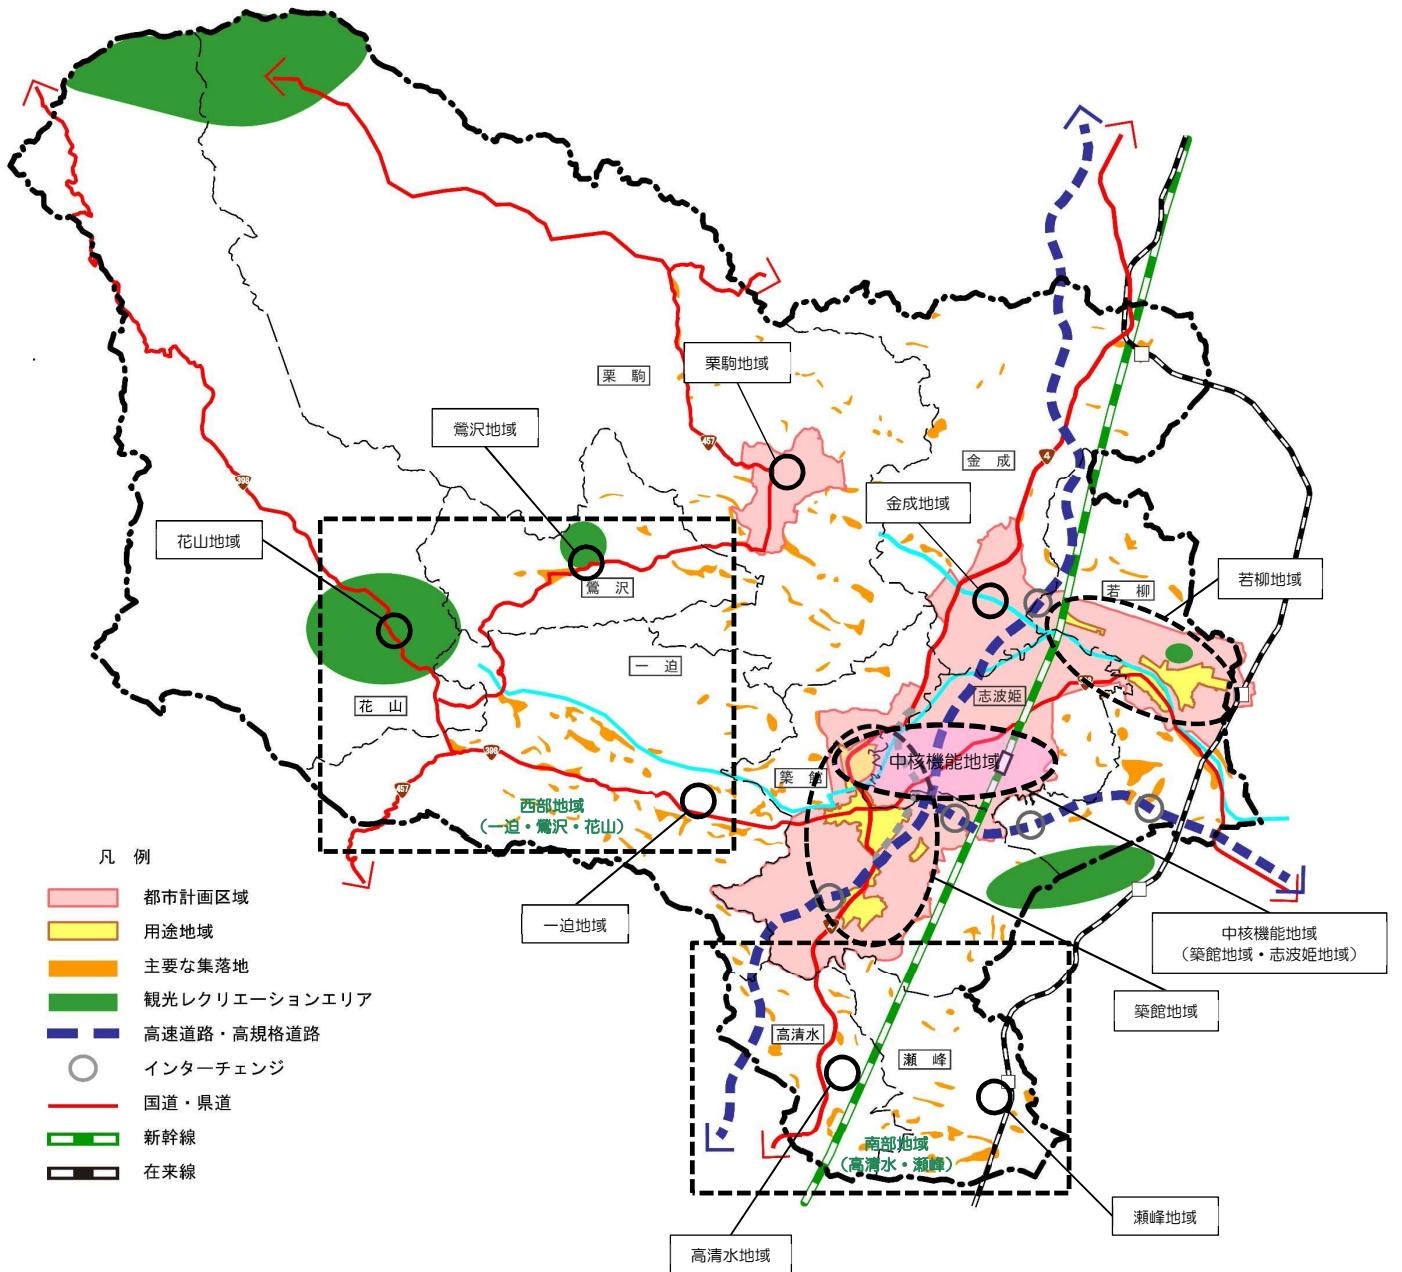 栗駒地域
栗 駒
鶯沢地域
457
金 成
4
398
金成地域
花山地域
若柳地域
若 柳
鶯 沢
一 迫
志波姫
花 山
中核機能地域
398
築 館
457
西部地域
（一迫・鶯沢・花山）
一迫地域
中核機能地域
（築館地域・志波姫地域）
築館地域
高清水
瀬 峰
南部地域
（高清水・瀬峰）
瀬峰地域
高清水地域
凡 例
都市計画区域
用途地域
主要な集落地
観光レクリエーションエリア
高速道路・高規格道路
インターチェンジ
国道・県道
新幹線
在来線